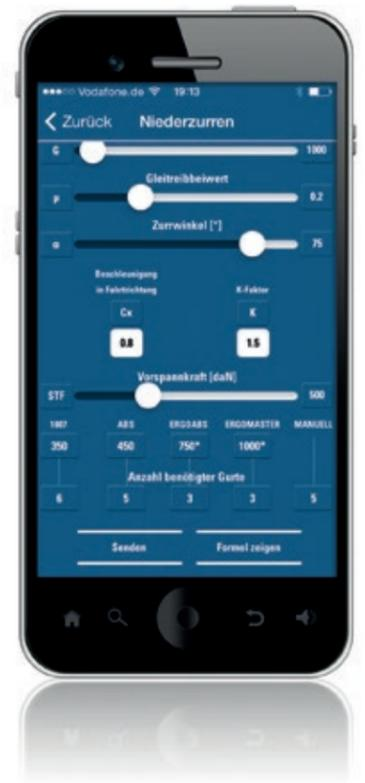 Vodafone.de 19:13
Zurück Niederzurren
G 1000
Gleitreibbeiwert
μ 0.2
Zurrwinkel [°]
α 75
Beschleunigung
in Fahrtrichtung K-Faktor
Cx K
0.8 1.5
Vorspannkraft [daN]
STF 500
1007 ABS ERGOABS ERGOMASTER MANUELL
350 450 750* 1000*
Anzahl benötigter Gurte
6 5 3 3 5
Senden Formel zeigen